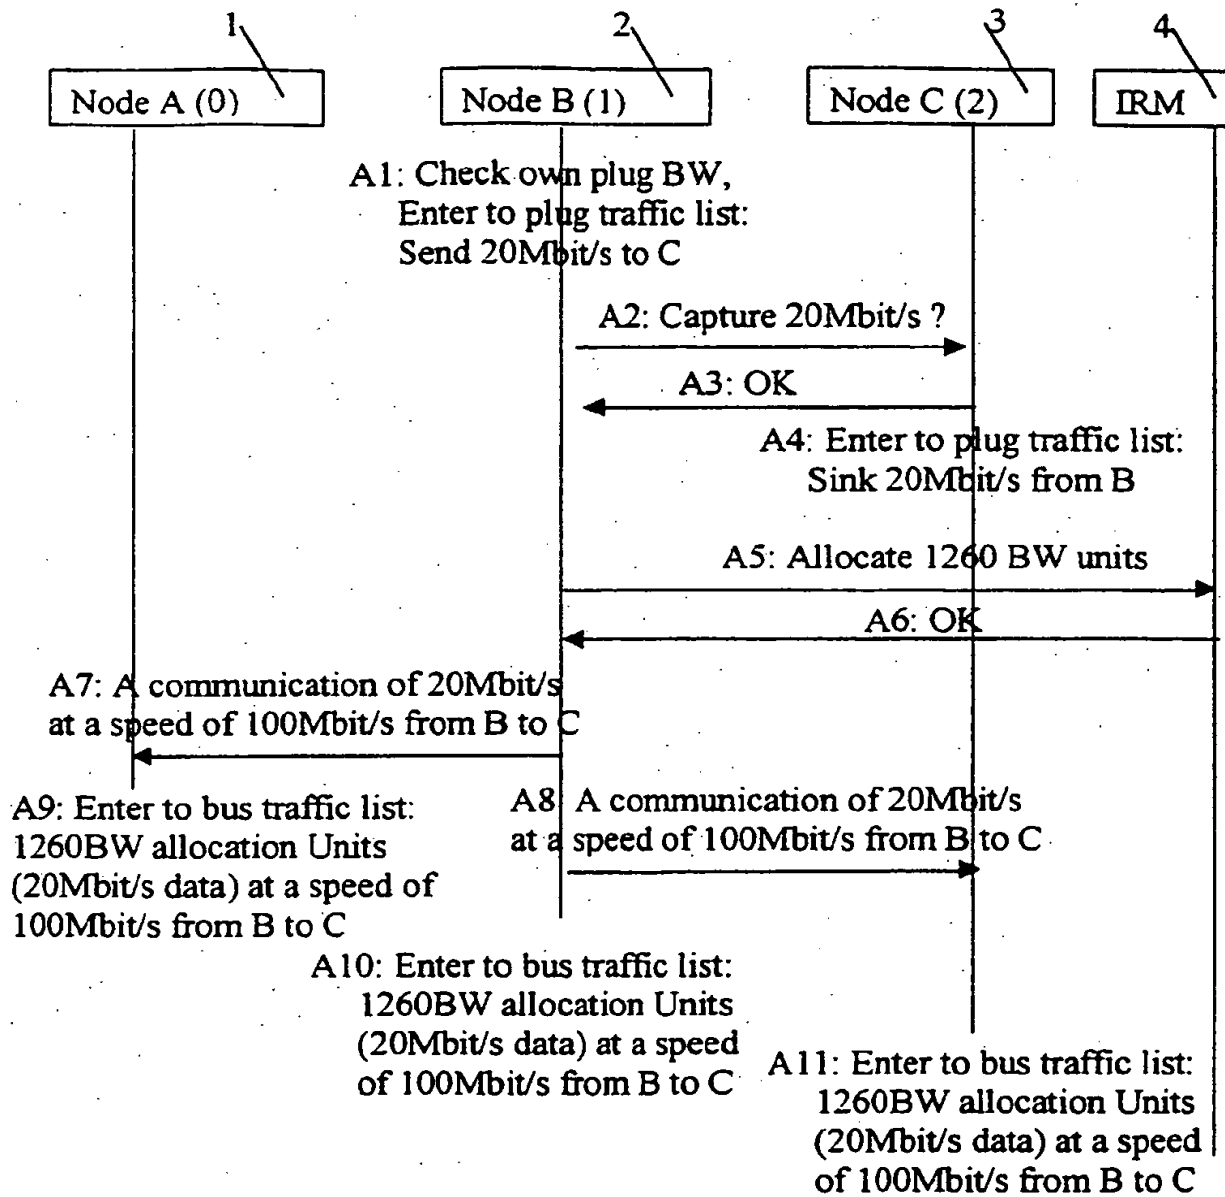 1
2
3
4
Node A (0)
Node B (1)
Node C (2)
IRM
A1: Check own plug BW,
Enter to plug traffic list:
Send 20Mbit/s to C
A2: Capture 20Mbit/s ?
A3: OK
A4: Enter to plug traffic list:
Sink 20Mbit/s from B
A5: Allocate 1260 BW units
A6: OK
A7: A communication of 20Mbit/s
at a speed of 100Mbit/s from B to C
A8 A communication of 20Mbit/s
at a speed of 100Mbit/s from B to C
A9: Enter to bus traffic list:
1260BW allocation Units
(20Mbit/s data) at a speed of
100Mbit/s from B to C
A10: Enter to bus traffic list:
1260BW allocation Units
(20Mbit/s data) at a speed
of 100Mbit/s from B to C
A11: Enter to bus traffic list:
1260BW allocation Units
(20Mbit/s data) at a speed
of 100Mbit/s from B to C